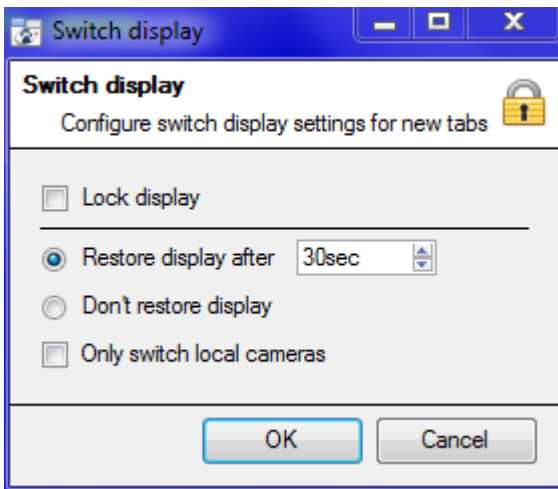 Switch display
Switch display
Configure switch display settings for new tabs
Lock display
Restore display after 30sec
Don't restore display
Only switch local cameras
OK Cancel